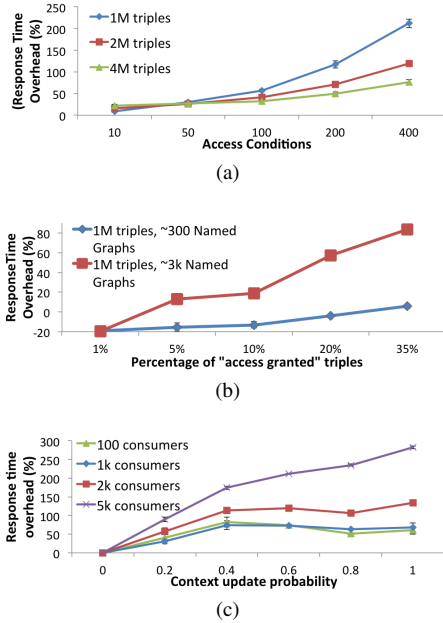 250
200
150
100
50
0
(Response Time
Overhead (%)
1M triples
2M triples
4M triples
10 50 100 200 400
Access Conditions
(a)
80
60
40
20
0
-20
ResponseTime
Overhead (%)
1M triples, ~300 Named
Graphs
1M triples, ~3k Named
Graphs
1% 5% 10% 20% 35%
Percentage of "access granted" triples
(b)
300
250
200
150
100
50
0
Response time
overhead (%)
100 consumers
1k consumers
2k consumers
5k consumers
0 0.2 0.4 0.6 0.8 1
Context update probability
(c)